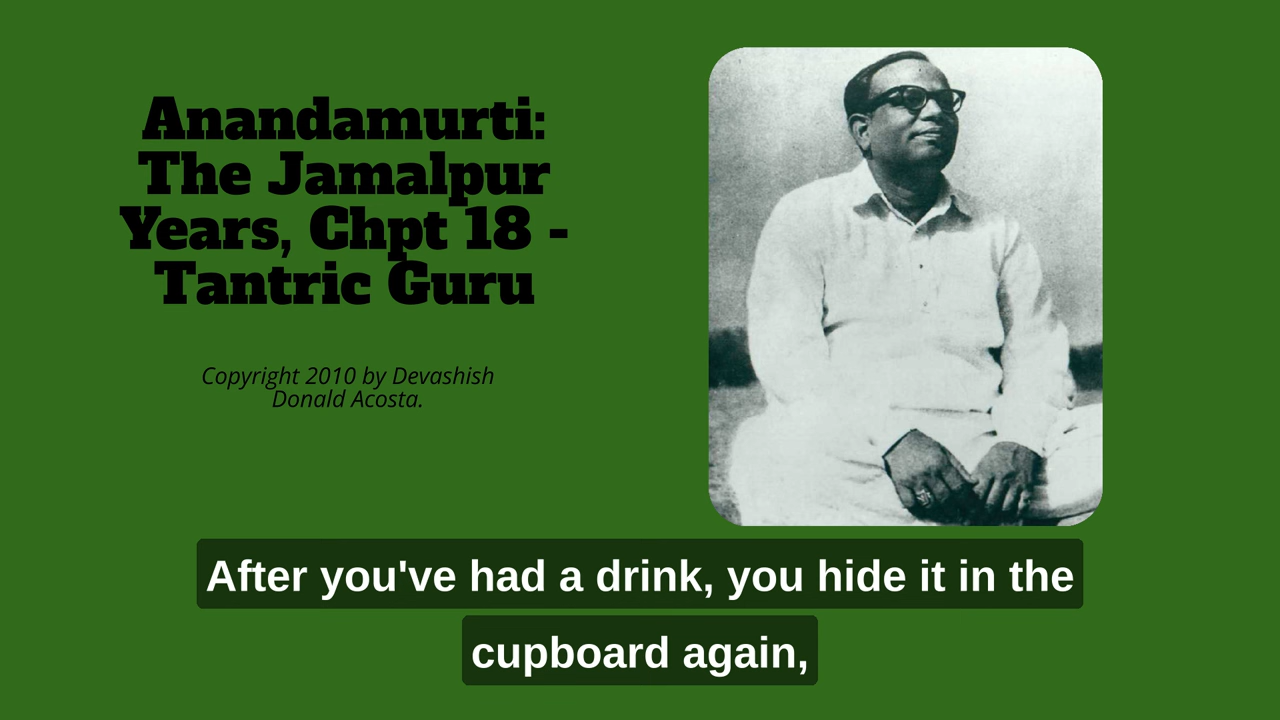 Anandamurti:
The Jamalpur
Years, Chpt 18 -
Tantric Guru
Copyright 2010 by Devashish
Donald Acosta.
After you've had a drink, you hide it in the
cupboard again,